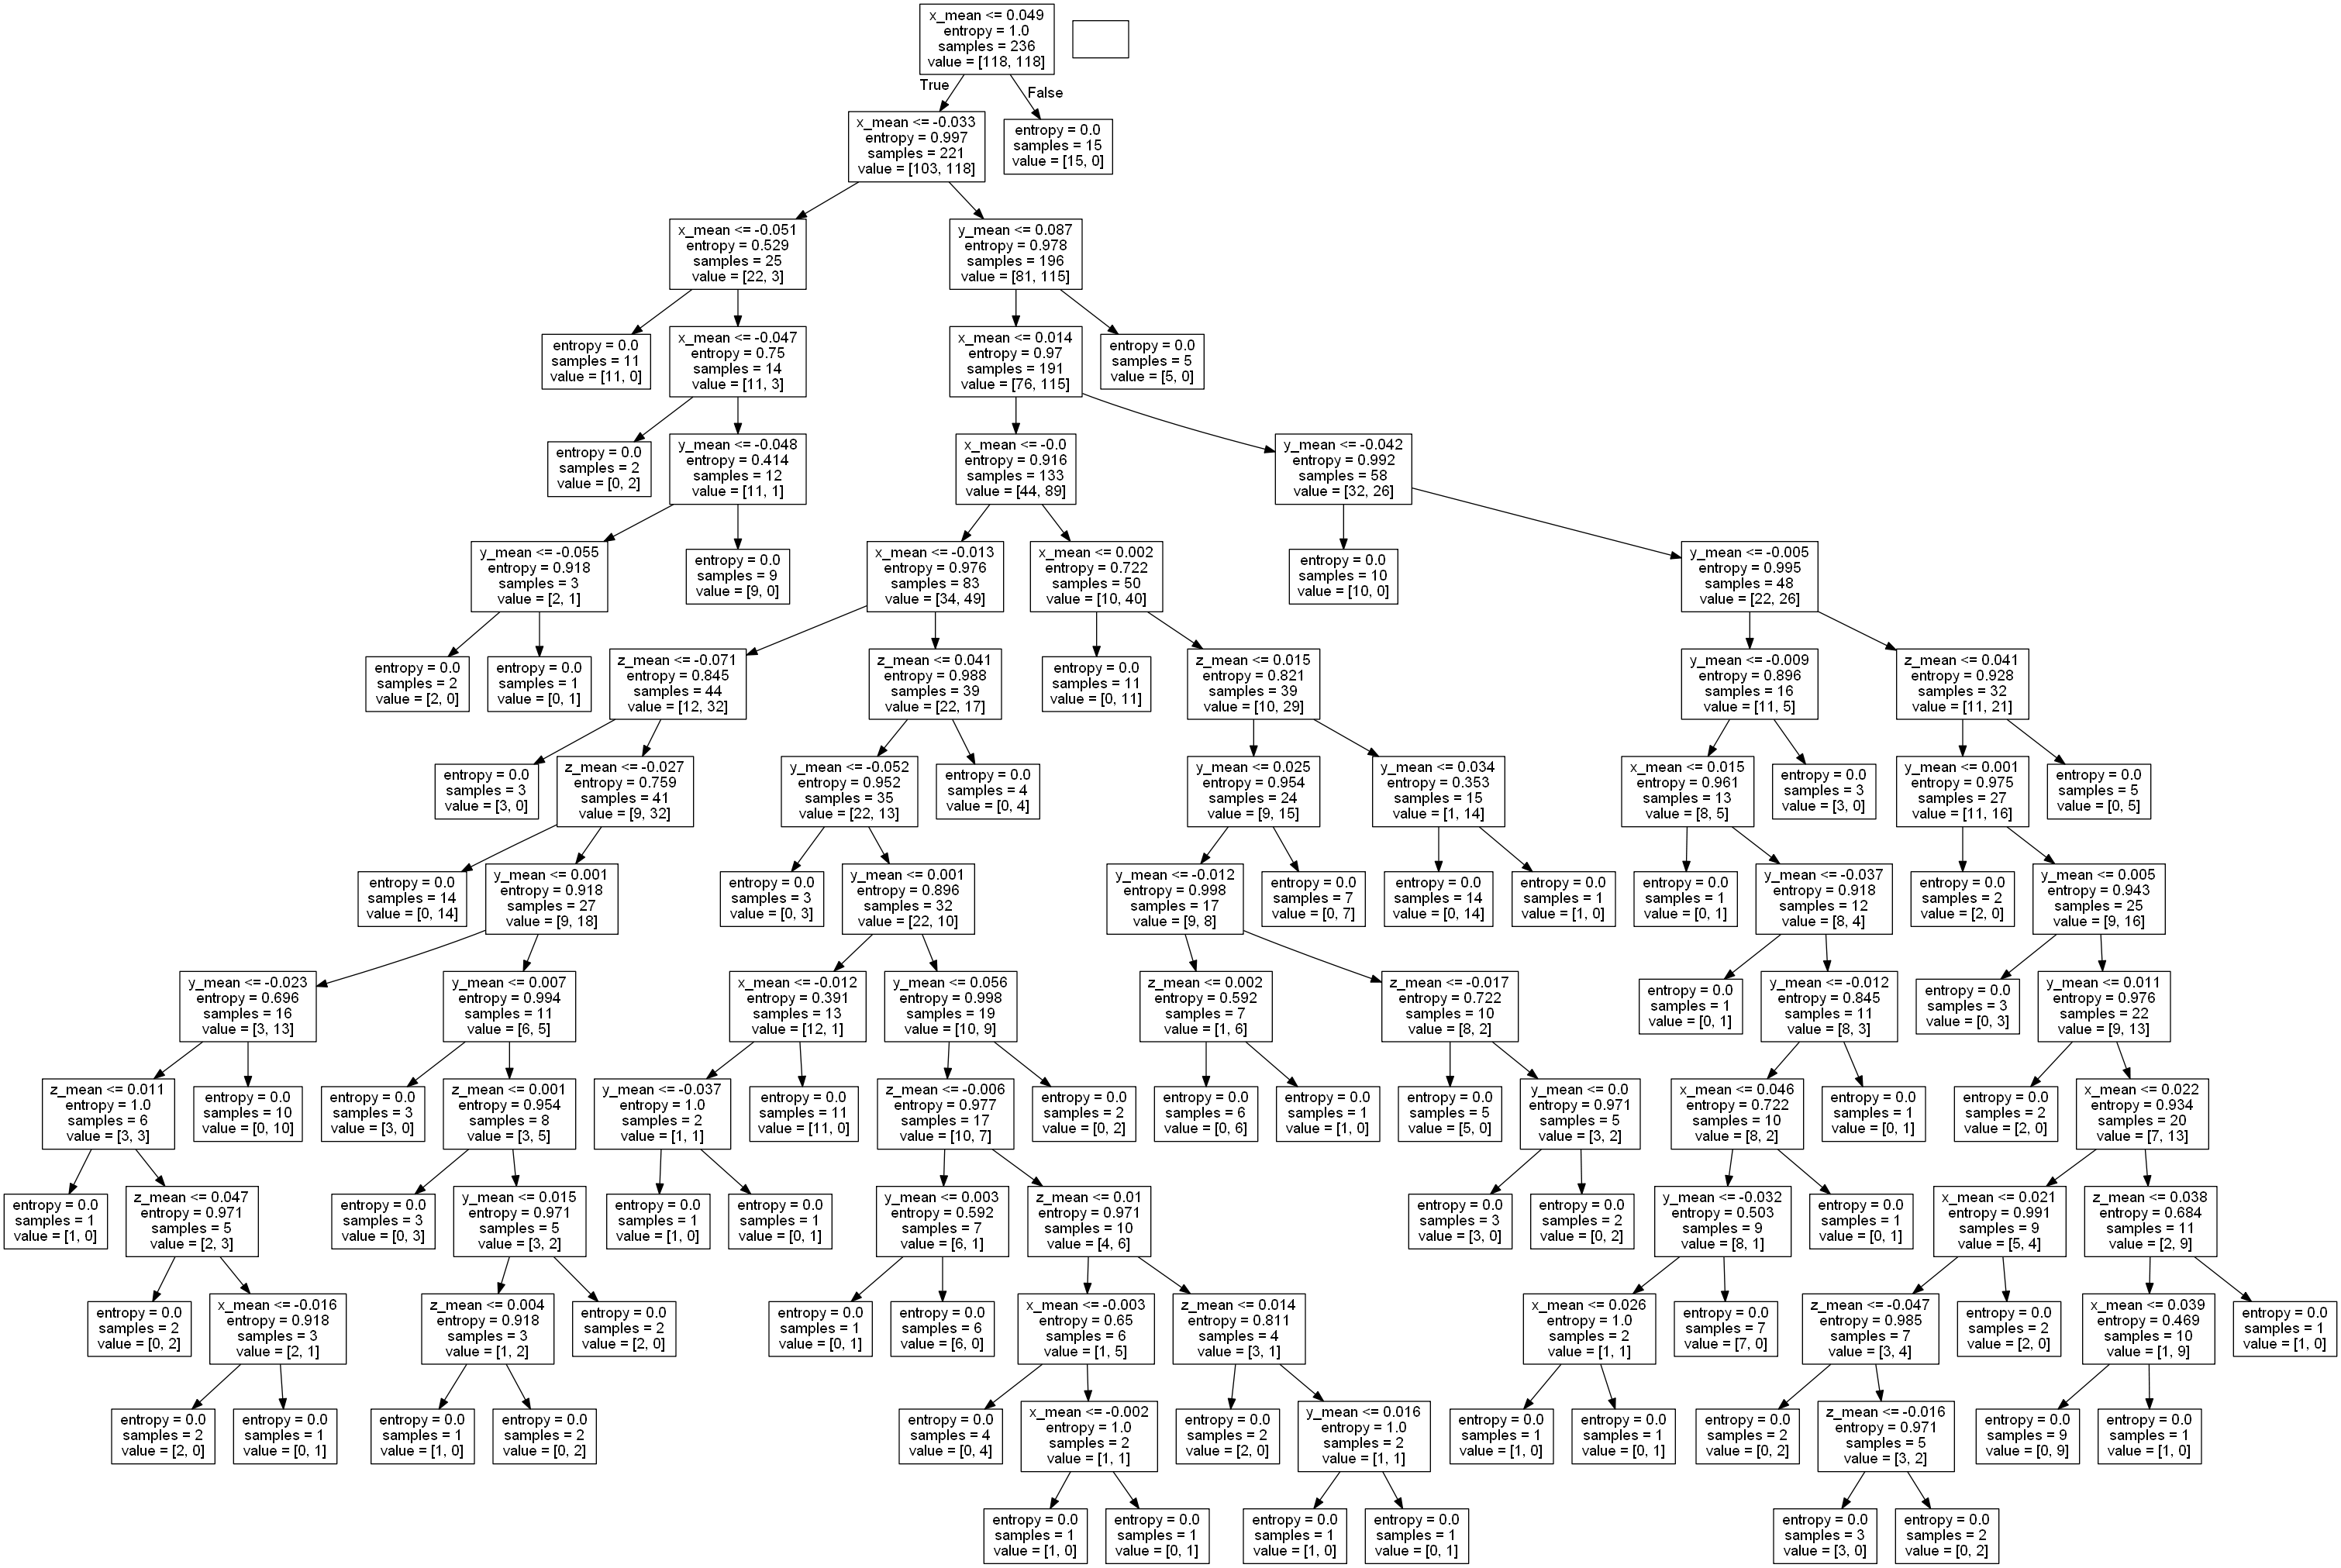 x_mean <= 0.049
entropy = 1.0
samples = 236
value = [118, 118]
True
False
x_mean <= -0.033
entropy = 0.997
samples = 221
value = [103, 118]
entropy = 0.0
samples = 15
value = [15, 0]
x_mean <= -0.051
entropy = 0.529
samples = 25
value = [22, 3]
y_mean <= 0.087
entropy = 0.978
samples = 196
value = [81, 115]
entropy = 0.0
samples = 11
value = [11, 0]
x_mean <= -0.047
entropy = 0.75
samples = 14
value = [11, 3]
x_mean <= 0.014
entropy = 0.97
samples = 191
value = [76, 115]
entropy = 0.0
samples = 5
value = [5, 0]
entropy = 0.0
samples = 2
value = [0, 2]
y_mean <= -0.048
entropy = 0.414
samples = 12
value = [11, 1]
x_mean <= -0.0
entropy = 0.916
samples = 133
value = [44, 89]
y_mean <= -0.042
entropy = 0.992
samples = 58
value = [32, 26]
y_mean <= -0.055
entropy = 0.918
samples = 3
value = [2, 1]
entropy = 0.0
samples = 9
value = [9, 0]
x_mean <= -0.013
entropy = 0.976
samples = 83
value = [34, 49]
x_mean <= 0.002
entropy = 0.722
samples = 50
value = [10, 40]
entropy = 0.0
samples = 10
value = [10, 0]
y_mean <= -0.005
entropy = 0.995
samples = 48
value = [22, 26]
entropy = 0.0
samples = 2
value = [2, 0]
entropy = 0.0
samples = 1
value = [0, 1]
z_mean <= -0.071
entropy = 0.845
samples = 44
value = [12, 32]
z_mean <= 0.041
entropy = 0.988
samples = 39
value = [22, 17]
entropy = 0.0
samples = 11
value = [0, 11]
z_mean <= 0.015
entropy = 0.821
samples = 39
value = [10, 29]
y_mean <= -0.009
entropy = 0.896
samples = 16
value = [11, 5]
z_mean <= 0.041
entropy = 0.928
samples = 32
value = [11, 21]
entropy = 0.0
samples = 3
value = [3, 0]
z_mean <= -0.027
entropy = 0.759
samples = 41
value = [9, 32]
y_mean <= -0.052
entropy = 0.952
samples = 35
value = [22, 13]
entropy = 0.0
samples = 4
value = [0, 4]
y_mean <= 0.025
entropy = 0.954
samples = 24
value = [9, 15]
y_mean <= 0.034
entropy = 0.353
samples = 15
value = [1, 14]
x_mean <= 0.015
entropy = 0.961
samples = 13
value = [8, 5]
entropy = 0.0
samples = 3
value = [3, 0]
y_mean <= 0.001
entropy = 0.975
samples = 27
value = [11, 16]
entropy = 0.0
samples = 5
value = [0, 5]
entropy = 0.0
samples = 14
value = [0, 14]
y_mean <= 0.001
entropy = 0.918
samples = 27
value = [9, 18]
entropy = 0.0
samples = 3
value = [0, 3]
y_mean <= 0.001
entropy = 0.896
samples = 32
value = [22, 10]
y_mean <= -0.012
entropy = 0.998
samples = 17
value = [9, 8]
entropy = 0.0
samples = 7
value = [0, 7]
entropy = 0.0
samples = 14
value = [0, 14]
entropy = 0.0
samples = 1
value = [1, 0]
entropy = 0.0
samples = 1
value = [0, 1]
y_mean <= -0.037
entropy = 0.918
samples = 12
value = [8, 4]
entropy = 0.0
samples = 2
value = [2, 0]
y_mean <= 0.005
entropy = 0.943
samples = 25
value = [9, 16]
y_mean <= -0.023
entropy = 0.696
samples = 16
value = [3, 13]
y_mean <= 0.007
entropy = 0.994
samples = 11
value = [6, 5]
x_mean <= -0.012
entropy = 0.391
samples = 13
value = [12, 1]
y_mean <= 0.056
entropy = 0.998
samples = 19
value = [10, 9]
z_mean <= 0.002
entropy = 0.592
samples = 7
value = [1, 6]
z_mean <= -0.017
entropy = 0.722
samples = 10
value = [8, 2]
entropy = 0.0
samples = 1
value = [0, 1]
y_mean <= -0.012
entropy = 0.845
samples = 11
value = [8, 3]
entropy = 0.0
samples = 3
value = [0, 3]
y_mean <= 0.011
entropy = 0.976
samples = 22
value = [9, 13]
z_mean <= 0.011
entropy = 1.0
samples = 6
value = [3, 3]
entropy = 0.0
samples = 10
value = [0, 10]
entropy = 0.0
samples = 3
value = [3, 0]
z_mean <= 0.001
entropy = 0.954
samples = 8
value = [3, 5]
y_mean <= -0.037
entropy = 1.0
samples = 2
value = [1, 1]
entropy = 0.0
samples = 11
value = [11, 0]
z_mean <= -0.006
entropy = 0.977
samples = 17
value = [10, 7]
entropy = 0.0
samples = 2
value = [0, 2]
entropy = 0.0
samples = 6
value = [0, 6]
entropy = 0.0
samples = 1
value = [1, 0]
entropy = 0.0
samples = 5
value = [5, 0]
y_mean <= 0.0
entropy = 0.971
samples = 5
value = [3, 2]
x_mean <= 0.046
entropy = 0.722
samples = 10
value = [8, 2]
entropy = 0.0
samples = 1
value = [0, 1]
entropy = 0.0
samples = 2
value = [2, 0]
x_mean <= 0.022
entropy = 0.934
samples = 20
value = [7, 13]
entropy = 0.0
samples = 1
value = [1, 0]
z_mean <= 0.047
entropy = 0.971
samples = 5
value = [2, 3]
entropy = 0.0
samples = 3
value = [0, 3]
y_mean <= 0.015
entropy = 0.971
samples = 5
value = [3, 2]
entropy = 0.0
samples = 1
value = [1, 0]
entropy = 0.0
samples = 1
value = [0, 1]
y_mean <= 0.003
entropy = 0.592
samples = 7
value = [6, 1]
z_mean <= 0.01
entropy = 0.971
samples = 10
value = [4, 6]
entropy = 0.0
samples = 3
value = [3, 0]
entropy = 0.0
samples = 2
value = [0, 2]
y_mean <= -0.032
entropy = 0.503
samples = 9
value = [8, 1]
entropy = 0.0
samples = 1
value = [0, 1]
x_mean <= 0.021
entropy = 0.991
samples = 9
value = [5, 4]
z_mean <= 0.038
entropy = 0.684
samples = 11
value = [2, 9]
entropy = 0.0
samples = 2
value = [0, 2]
x_mean <= -0.016
entropy = 0.918
samples = 3
value = [2, 1]
z_mean <= 0.004
entropy = 0.918
samples = 3
value = [1, 2]
entropy = 0.0
samples = 2
value = [2, 0]
entropy = 0.0
samples = 1
value = [0, 1]
entropy = 0.0
samples = 6
value = [6, 0]
x_mean <= -0.003
entropy = 0.65
samples = 6
value = [1, 5]
z_mean <= 0.014
entropy = 0.811
samples = 4
value = [3, 1]
x_mean <= 0.026
entropy = 1.0
samples = 2
value = [1, 1]
entropy = 0.0
samples = 7
value = [7, 0]
z_mean <= -0.047
entropy = 0.985
samples = 7
value = [3, 4]
entropy = 0.0
samples = 2
value = [2, 0]
x_mean <= 0.039
entropy = 0.469
samples = 10
value = [1, 9]
entropy = 0.0
samples = 1
value = [1, 0]
entropy = 0.0
samples = 2
value = [2, 0]
entropy = 0.0
samples = 1
value = [0, 1]
entropy = 0.0
samples = 1
value = [1, 0]
entropy = 0.0
samples = 2
value = [0, 2]
entropy = 0.0
samples = 4
value = [0, 4]
x_mean <= -0.002
entropy = 1.0
samples = 2
value = [1, 1]
entropy = 0.0
samples = 2
value = [2, 0]
y_mean <= 0.016
entropy = 1.0
samples = 2
value = [1, 1]
entropy = 0.0
samples = 1
value = [1, 0]
entropy = 0.0
samples = 1
value = [0, 1]
entropy = 0.0
samples = 2
value = [0, 2]
z_mean <= -0.016
entropy = 0.971
samples = 5
value = [3, 2]
entropy = 0.0
samples = 9
value = [0, 9]
entropy = 0.0
samples = 1
value = [1, 0]
entropy = 0.0
samples = 1
value = [1, 0]
entropy = 0.0
samples = 1
value = [0, 1]
entropy = 0.0
samples = 1
value = [1, 0]
entropy = 0.0
samples = 1
value = [0, 1]
entropy = 0.0
samples = 3
value = [3, 0]
entropy = 0.0
samples = 2
value = [0, 2]